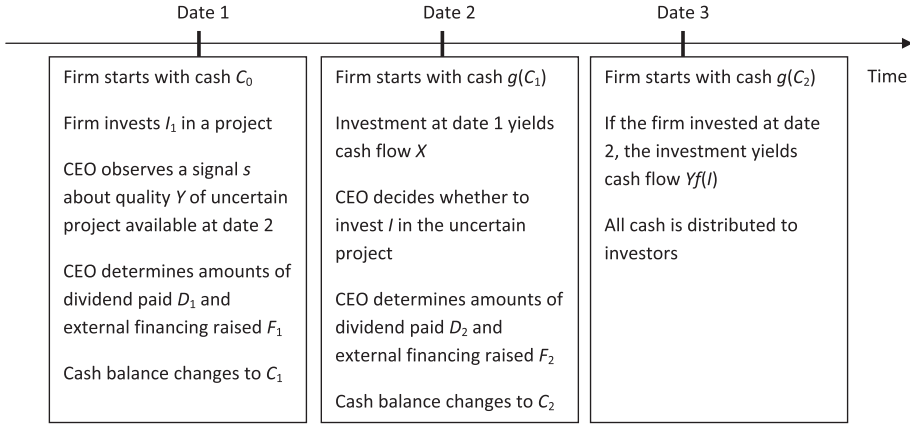 Date 1
Date 2
Date 3
Time
Firm starts with cash C0
Firm invests I1 in a project
CEO observes a signal s
about quality Y of uncertain
project available at date 2
CEO determines amounts of
dividend paid D1 and
external financing raised F1
Cash balance changes to C1
Firm starts with cash g(C1)
Investment at date 1 yields
cash flow X
CEO decides whether to
invest I in the uncertain
project
CEO determines amounts of
dividend paid D2 and
external financing raised F2
Cash balance changes to C2
Firm starts with cash g(C2)
If the firm invested at date
2, the investment yields
cash flow Yf(I)
All cash is distributed to
investors